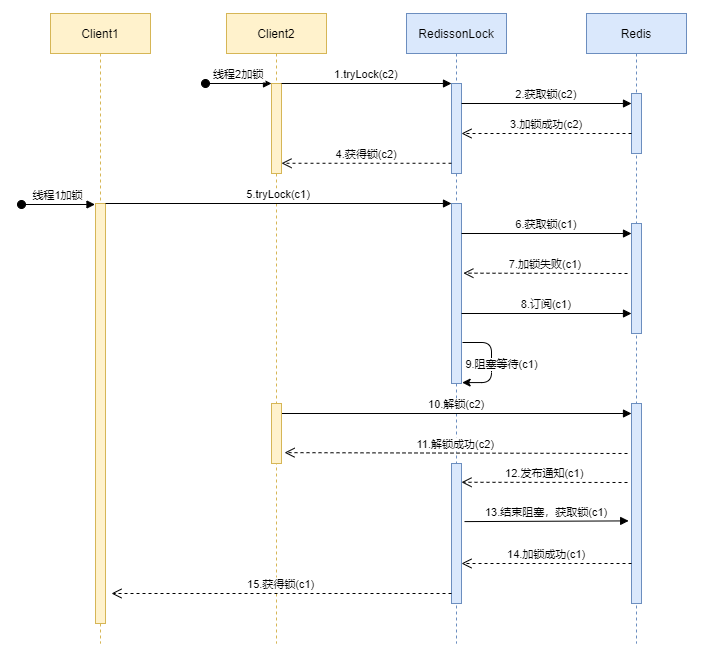 Client1
Client2
RedissonLock
Redis
线程2加锁
1.tryLock(c2)
2.获取锁(c2)
3.加锁成功(c2)
4.获得锁(c2)
线程1加锁
5.tryLock(c1)
6.获取锁(c1)
7.加锁失败(c1)
8.订阅(c1)
9.阻塞等待(c1)
10.解锁(c2)
11.解锁成功(c2)
12.发布通知(c1)
13.结束阻塞，获取锁(c1)
14.加锁成功(c1)
15.获得锁(c1)